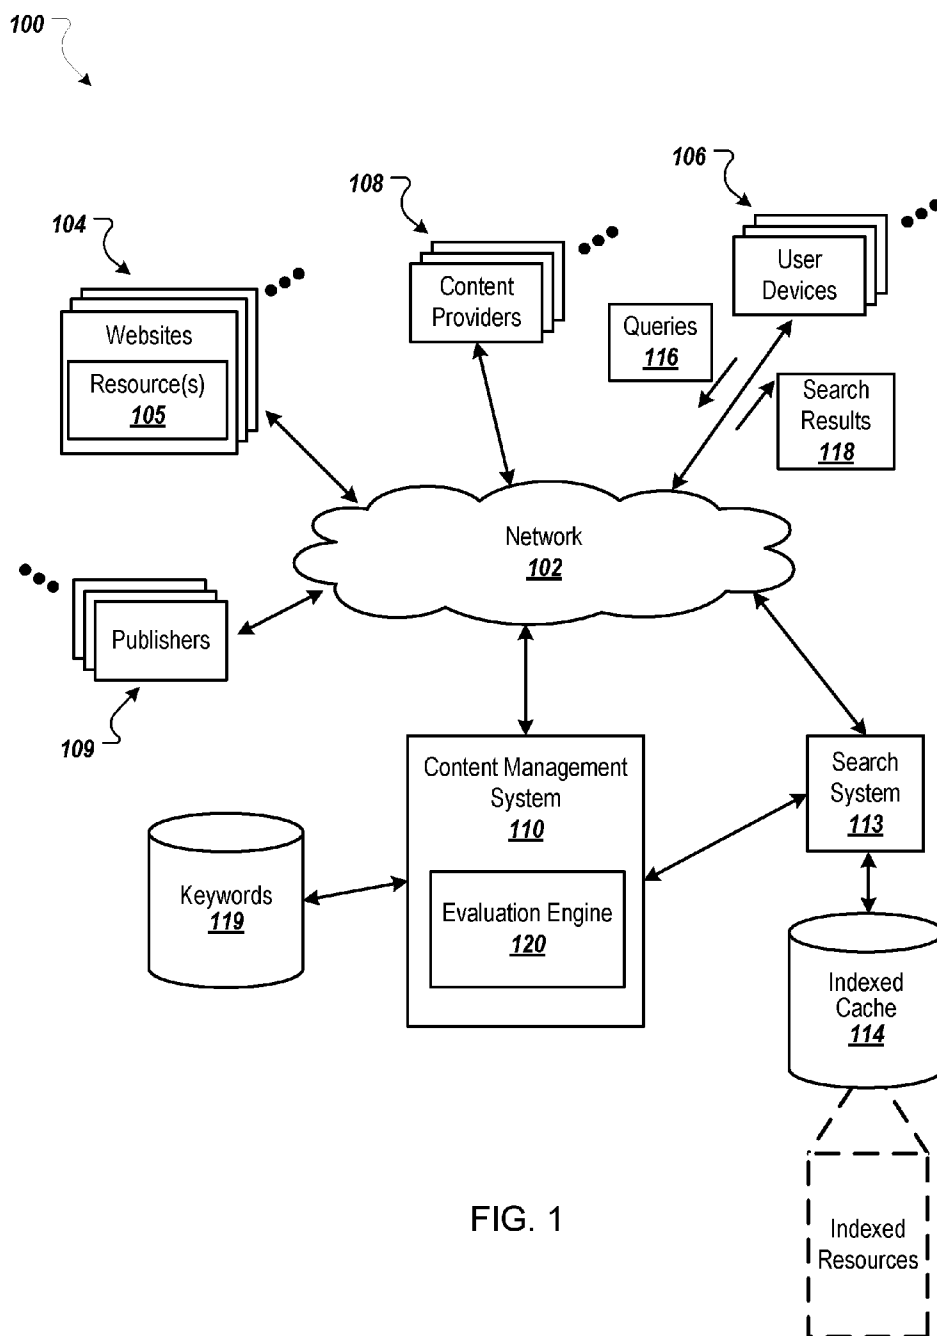 100
104
108
106
Websites
Resource(s)
105
Content
Providers
User
Devices
Queries
116
Search
Results
118
Network
102
Publishers
109
Content Management
System
110
Evaluation Engine
120
Search
System
113
Keywords
119
Indexed
Cache
114
Indexed
Resources
FIG. 1